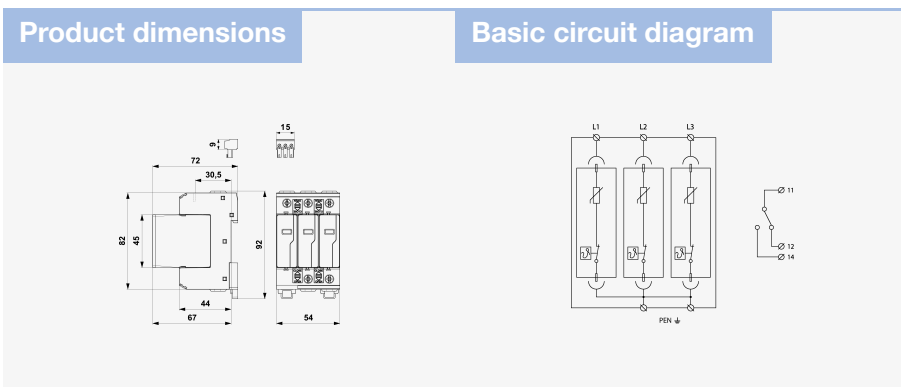 Product dimensions
Basic circuit diagram
15
9
72
30,5
82
45
92
44
67
54
L1
L2
L3
11
12
14
PEN